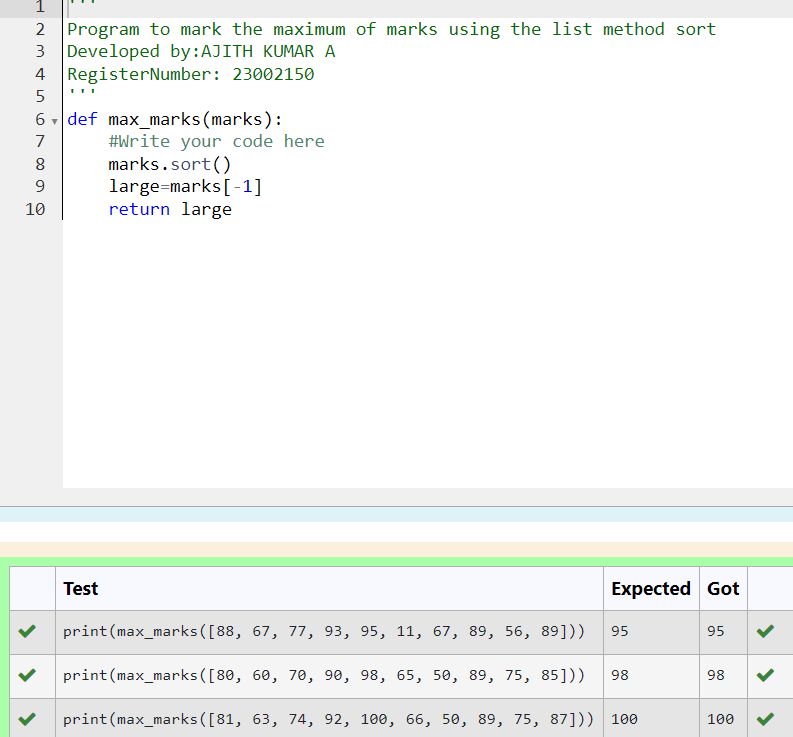 1 '''
2 Program to mark the maximum of marks using the list method sort
3 Developed by:AJITH KUMAR A
4 RegisterNumber: 23002150
5 '''
6 def max_marks(marks):
7     #Write your code here
8     marks.sort()
9     large=marks[-1]
10     return large
Test Expected Got
print(max_marks([88, 67, 77, 93, 95, 11, 67, 89, 56, 89])) 95 95
print(max_marks([80, 60, 70, 90, 98, 65, 50, 89, 75, 85])) 98 98
print(max_marks([81, 63, 74, 92, 100, 66, 50, 89, 75, 87])) 100 100